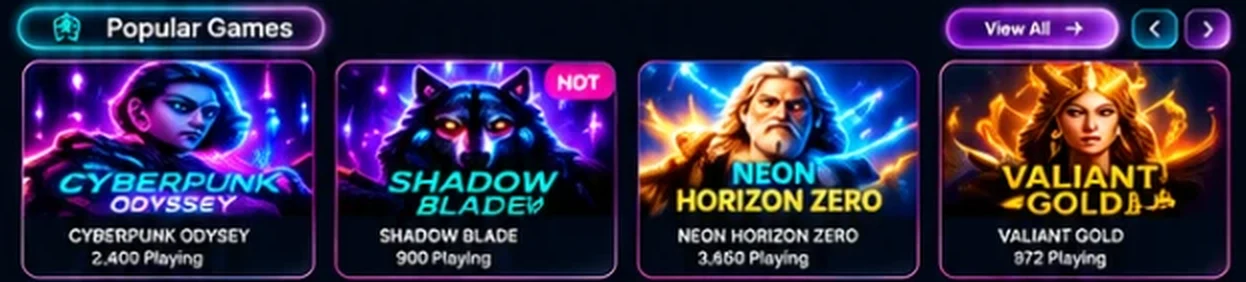 Popular Games
View All →
CYBERPUNK
ODYSSEY
CYBERPUNK ODYSEY
2,400 Playing
NOT
SHADOW
BLADE
SHADOW BLADE
900 Playing
NEON
HORIZON ZERO
NEON HORIZON ZERO
3,650 Playing
VALIANT
GOLD
VALIANT GOLD
972 Playing